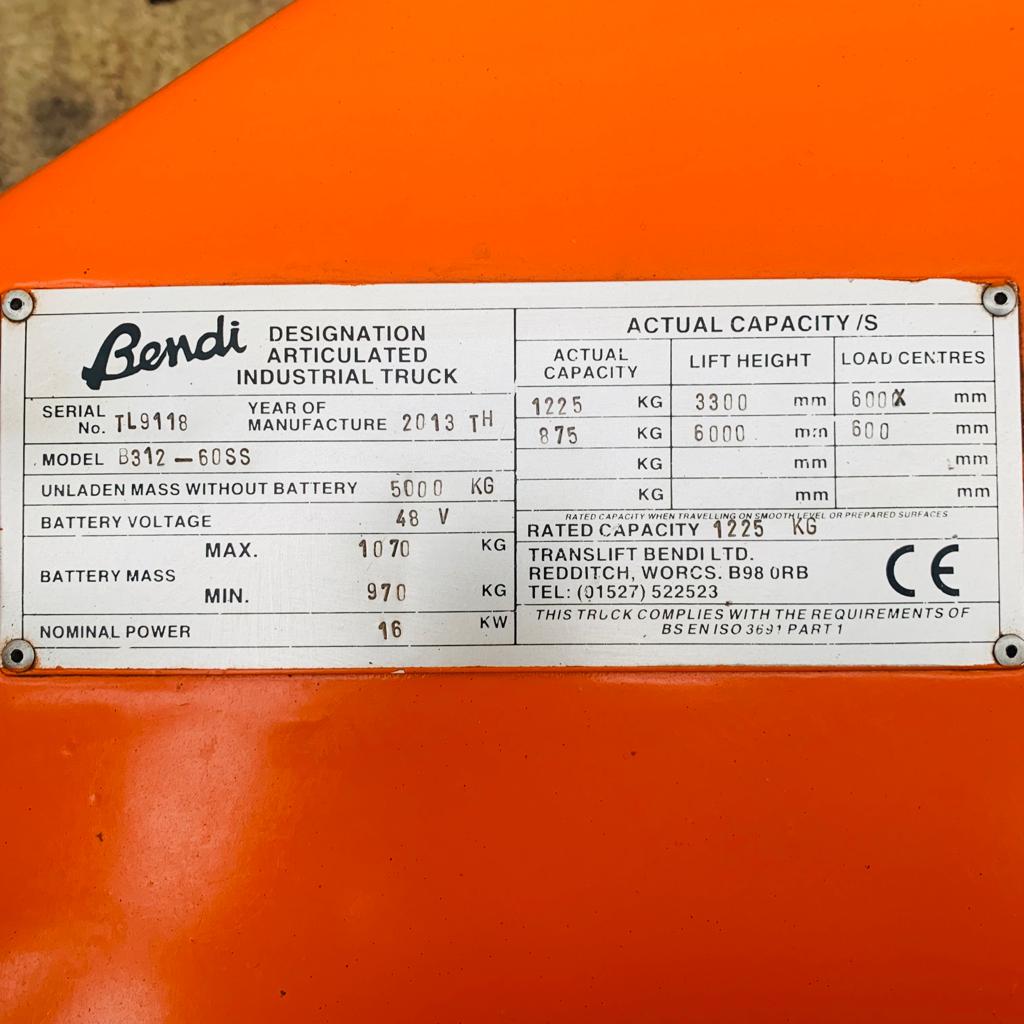 Bendi DESIGNATION
ARTICULATED
INDUSTRIAL TRUCK
SERIAL No. TL9118 YEAR OF MANUFACTURE 2013 TH
MODEL B312-60SS
UNLADEN MASS WITHOUT BATTERY 5000 KG
BATTERY VOLTAGE 48 V
BATTERY MASS
MAX. 1070 KG
MIN. 970 KG
NOMINAL POWER 16 KW
ACTUAL CAPACITY /S
ACTUAL CAPACITY LIFT HEIGHT LOAD CENTRES
1225 KG 3300 mm 600X mm
875 KG 6000 mm 600 mm
KG mm mm
KG mm mm
RATED CAPACITY WHEN TRAVELLING ON SMOOTH LEVEL OR PREPARED SURFACES
RATED CAPACITY 1225 KG
TRANSLIFT BENDI LTD.
REDDITCH, WORCS. B98 0RB
TEL: (01527) 522523
CE
THIS TRUCK COMPLIES WITH THE REQUIREMENTS OF
BS EN ISO 3691 PART 1